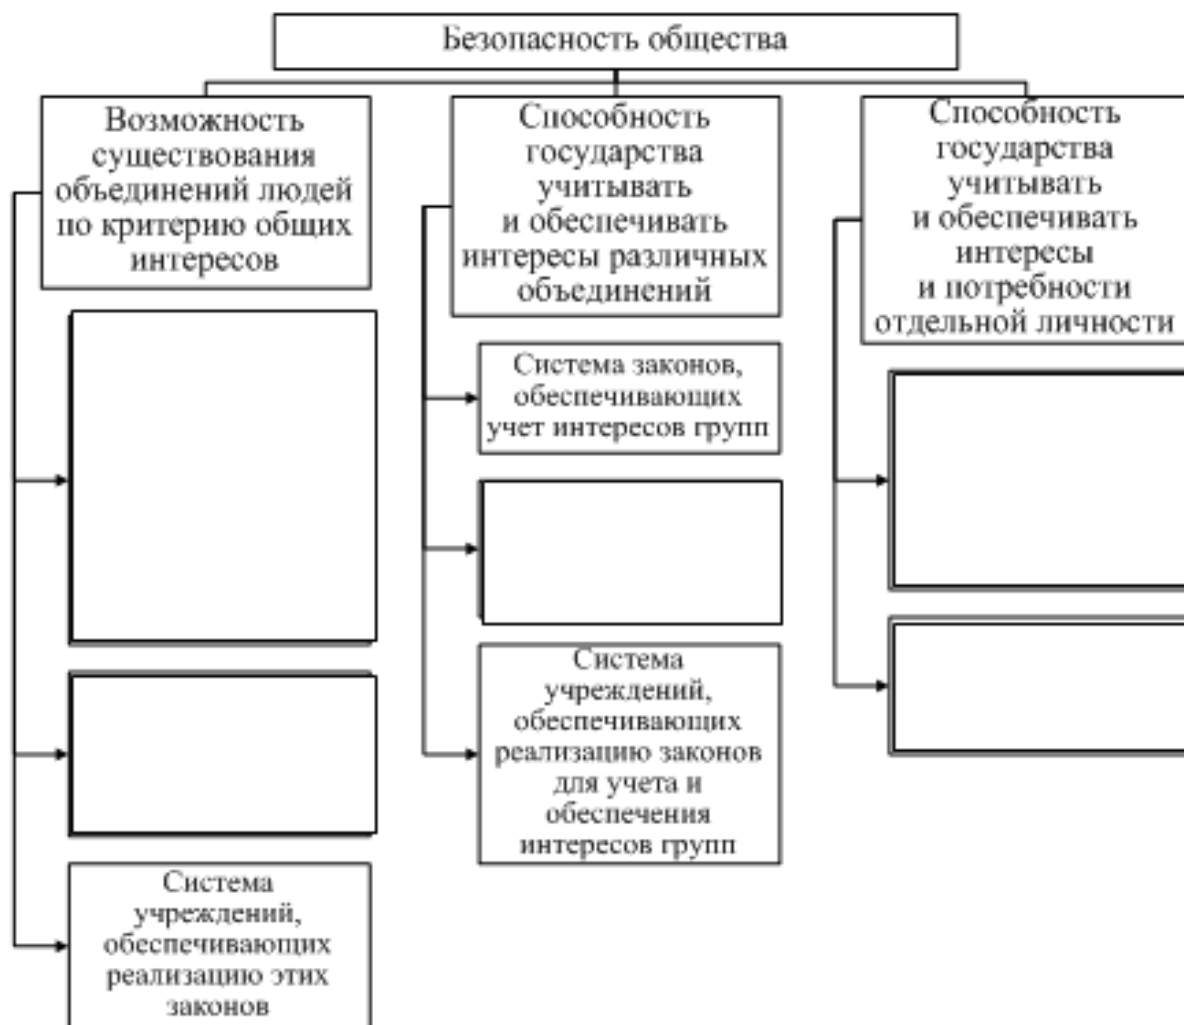 Безопасность общества
Возможность
существования
объединений людей
по критерию общих
интересов
Способность
государства
учитывать
и обеспечивать
интересы различных
объединений
Способность
государства
учитывать
и обеспечивать
интересы
и потребности
отдельной личности
Система законов,
обеспечивающих
учет интересов групп
Система
учреждений,
обеспечивающих
реализацию законов
для учета и
обеспечения
интересов групп
Система
учреждений,
обеспечивающих
реализацию этих
законов